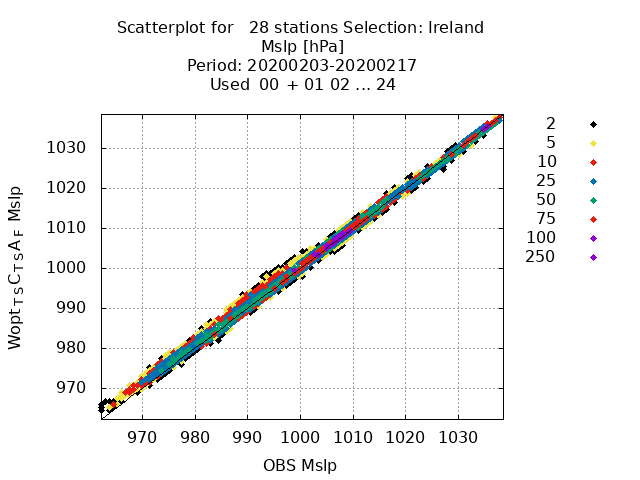 Scatterplot for   28 stations Selection: Ireland
Mslp [hPa]
Period: 20200203-20200217
Used  00 + 01 02 ... 24
2
5
10
25
50
75
100
250
1030
1020
1010
1000
990
980
970
Wopt_TS C_TS A_F Mslp
970 980 990 1000 1010 1020 1030
OBS Mslp